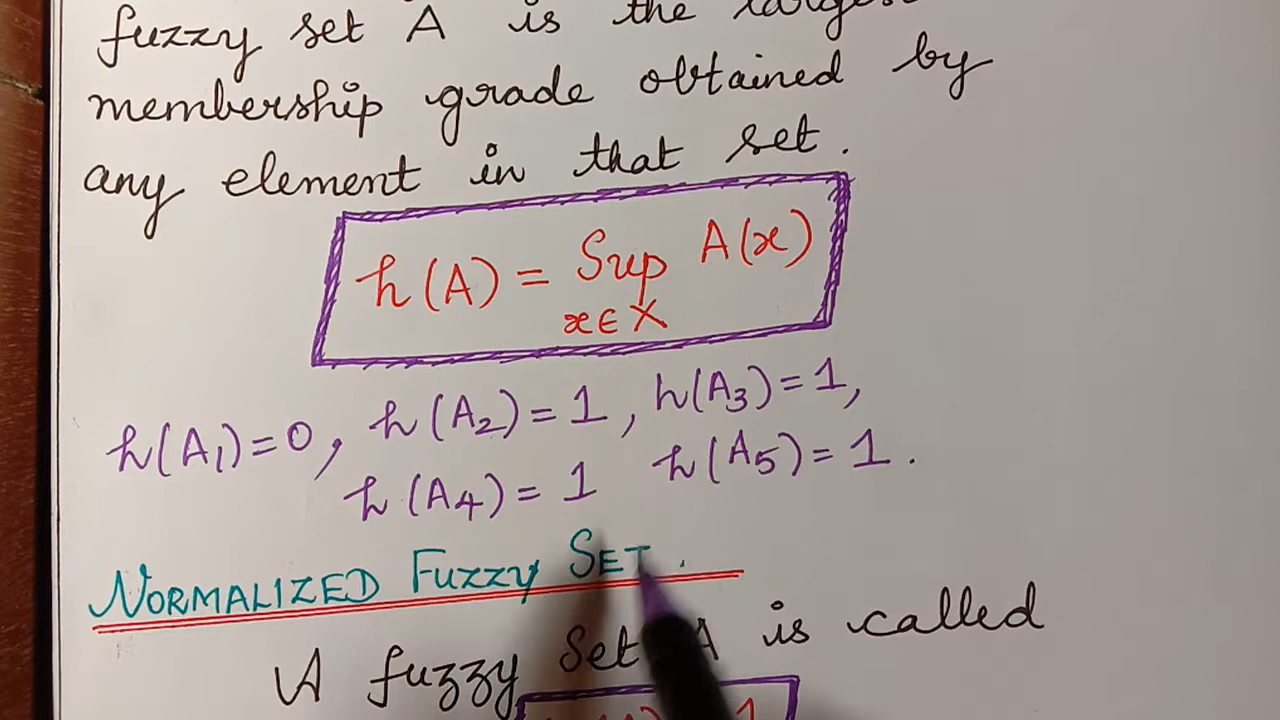 fuzzy set A is the largest
membership grade obtained by
any element in that set.
h(A) = Sup A(x)
x∈X
h(A₁)=0, h(A₂)=1, h(A₃)=1,
h(A₄)=1 h(A₅)=1.
NORMALIZED FUZZY SET.
A fuzzy set A is called